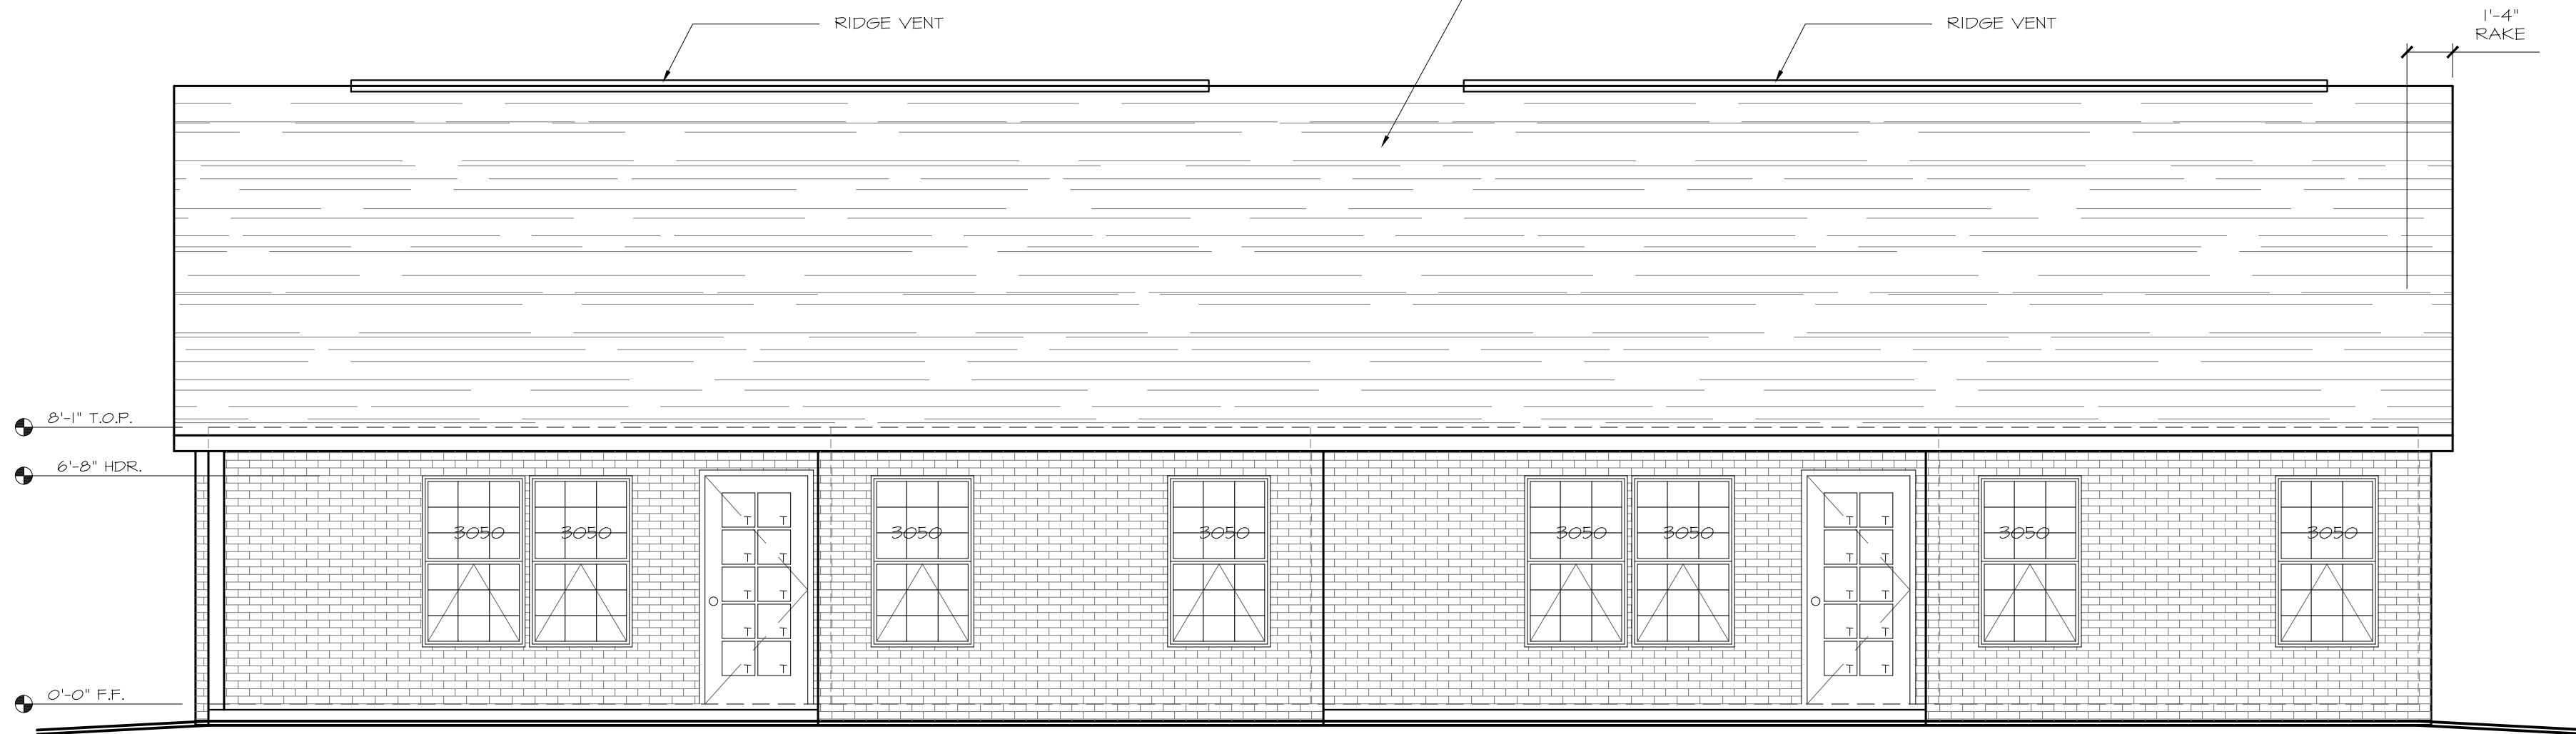 RIDGE VENT
RIDGE VENT
1'-4"
RAKE
8'-1" T.O.P.
6'-8" HDR.
3050
3050
3050
3050
3050
3050
3050
3050
T T
T T
T T
T T
T T
T T
T T
T T
T T
T T
0'-0" F.F.